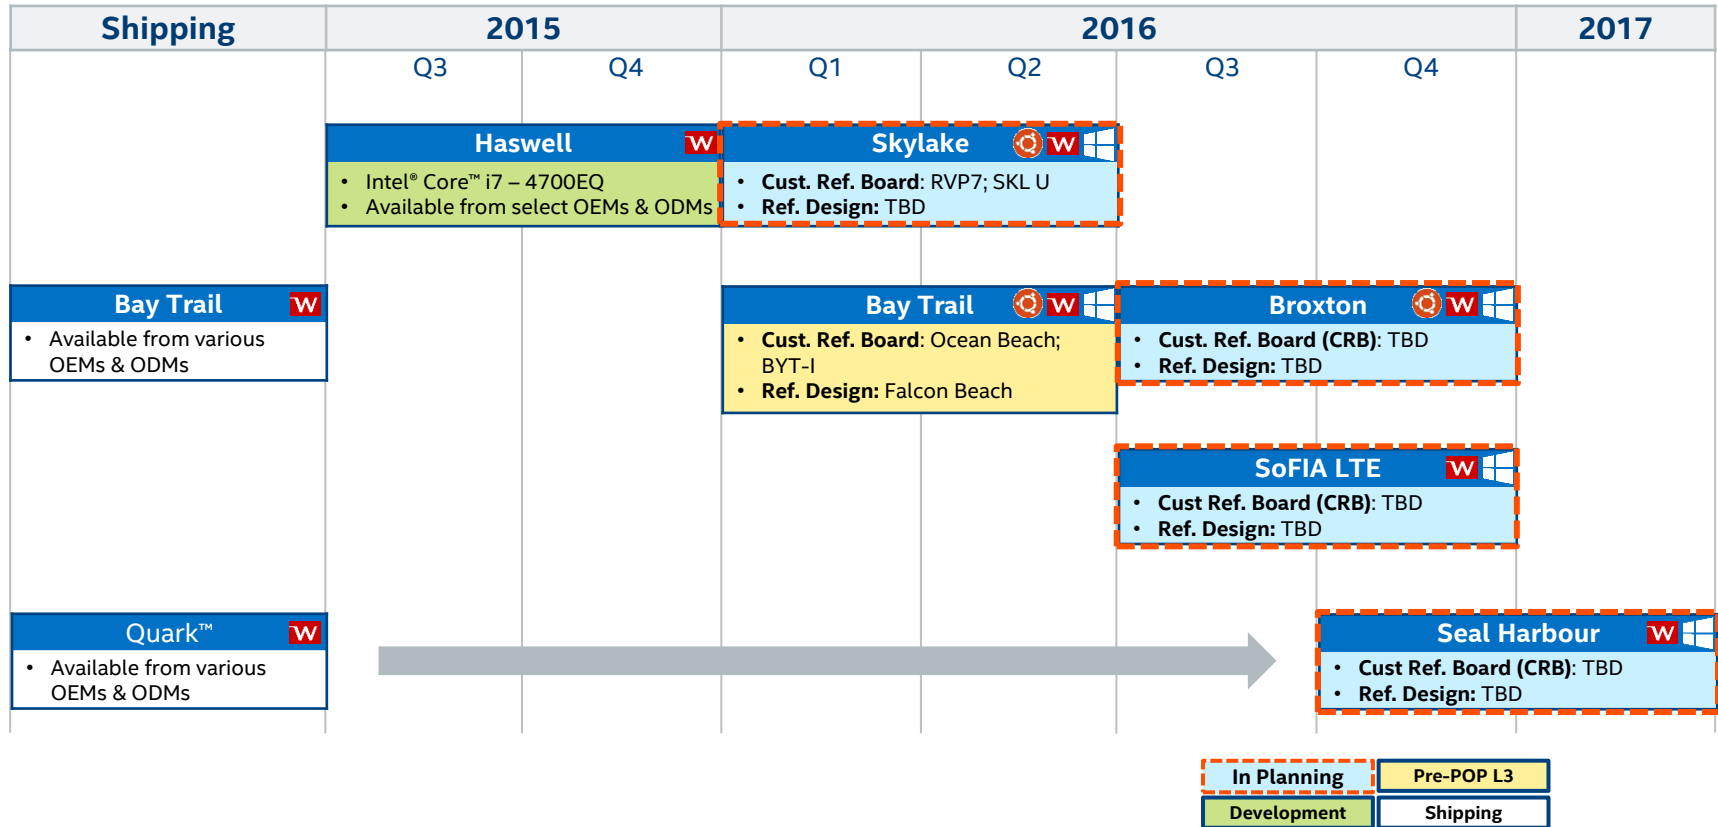 Shipping
2015
2016
2017
Q3
Q4
Q1
Q2
Q3
Q4
Haswell
W
• Intel® Core™ i7 – 4700EQ
• Available from select OEMs & ODMs
Skylake
W
• Cust. Ref. Board: RVP7; SKL U
• Ref. Design: TBD
Bay Trail
W
• Available from various
OEMs & ODMs
Bay Trail
W
• Cust. Ref. Board: Ocean Beach;
BYT-I
• Ref. Design: Falcon Beach
Broxton
W
• Cust. Ref. Board (CRB): TBD
• Ref. Design: TBD
SoFIA LTE
W
• Cust Ref. Board (CRB): TBD
• Ref. Design: TBD
Quark™
W
• Available from various
OEMs & ODMs
Seal Harbour
W
• Cust Ref. Board (CRB): TBD
• Ref. Design: TBD
In Planning
Pre-POP L3
Development
Shipping